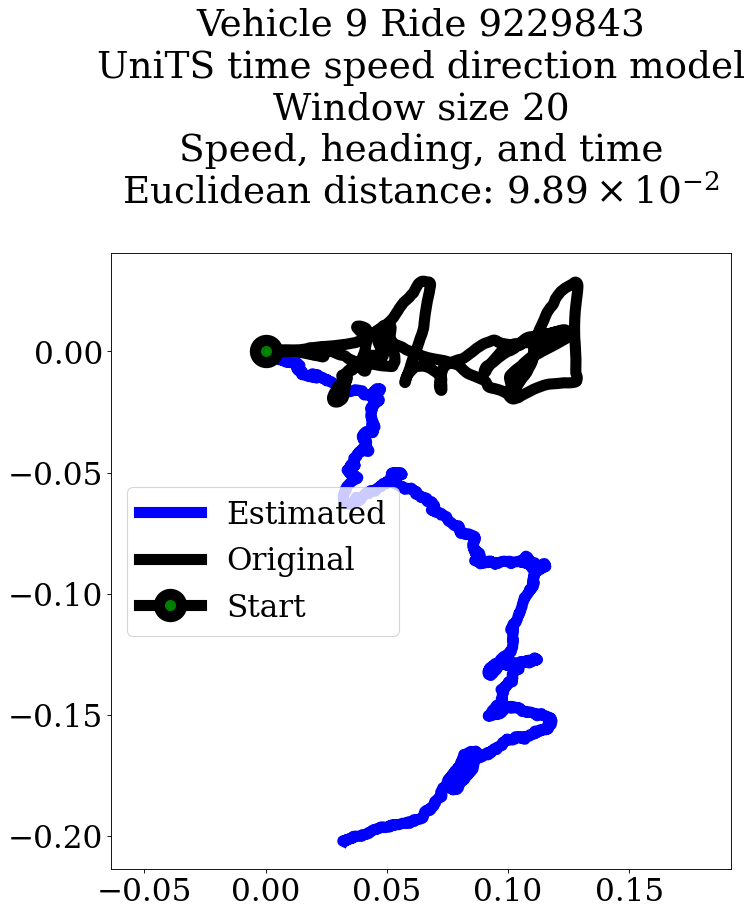 Vehicle 9 Ride 9229843
UniTS time speed direction model
Window size 20
Speed, heading, and time
Euclidean distance: 9.89 × 10⁻²
0.00
−0.05
−0.10
−0.15
−0.20
Estimated
Original
Start
−0.05 0.00 0.05 0.10 0.15